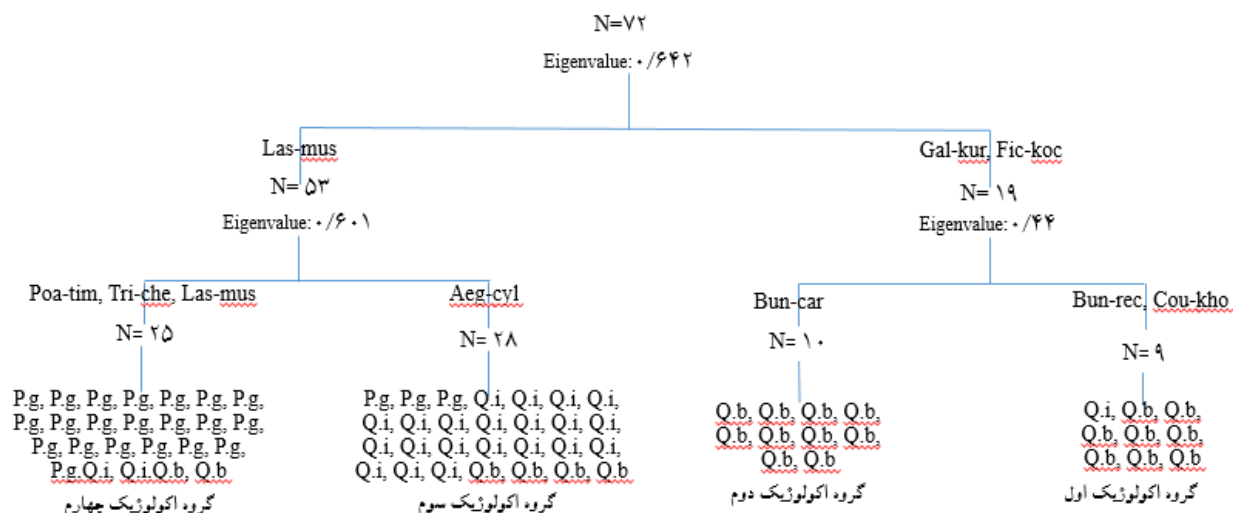 N=۷۲
Eigenvalue: ۰/۶۴۲
Las-mus
N= ۵۳
Eigenvalue: ۰/۶۰۱
Gal-kur, Fic-koc
N= ۱۹
Eigenvalue: ۰/۴۴
Poa-tim, Tri-che, Las-mus
N= ۲۵
P.g, P.g, P.g, P.g, P.g, P.g, P.g,
P.g, P.g, P.g, P.g, P.g, P.g, P.g,
P.g, P.g, P.g, P.g, P.g, P.g,
P.g.Q.i, Q.i.Q.b, Q.b
گروه اکولوژیک چهارم
Aeg-cyl
N= ۲۸
P.g, P.g, P.g, Q.i, Q.i, Q.i, Q.i,
Q.i, Q.i, Q.i, Q.i, Q.i, Q.i, Q.i,
Q.i, Q.i, Q.i, Q.i, Q.i, Q.i, Q.i,
Q.i, Q.i, Q.i, Q.b, Q.b, Q.b, Q.b
گروه اکولوژیک سوم
Bun-car
N= ۱۰
Q.b, Q.b, Q.b, Q.b,
Q.b, Q.b, Q.b, Q.b,
Q.b, Q.b
گروه اکولوژیک دوم
Bun-rec, Cou-kho
N= ۹
Q.i, Q.b, Q.b,
Q.b, Q.b, Q.b,
Q.b, Q.b, Q.b
گروه اکولوژیک اول